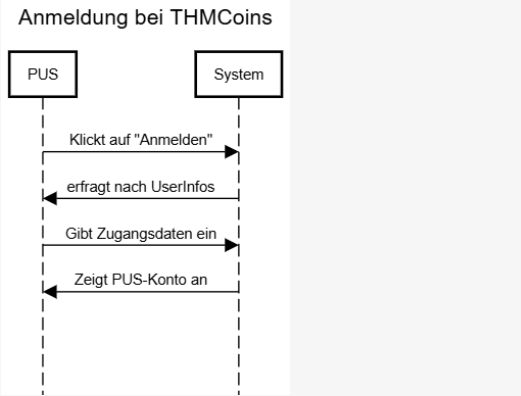 Anmeldung bei THMCoins
PUS
System
Klickt auf "Anmelden"
erfragt nach UserInfos
Gibt Zugangsdaten ein
Zeigt PUS-Konto an